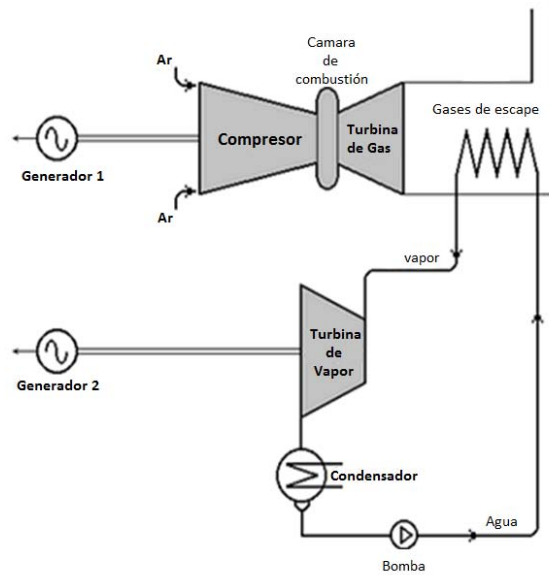 Camara
de
combustión
Ar
Gases de escape
Compresor
Turbina
de Gas
Generador 1
Ar
vapor
Turbina
de
Vapor
Generador 2
Condensador
Agua
Bomba